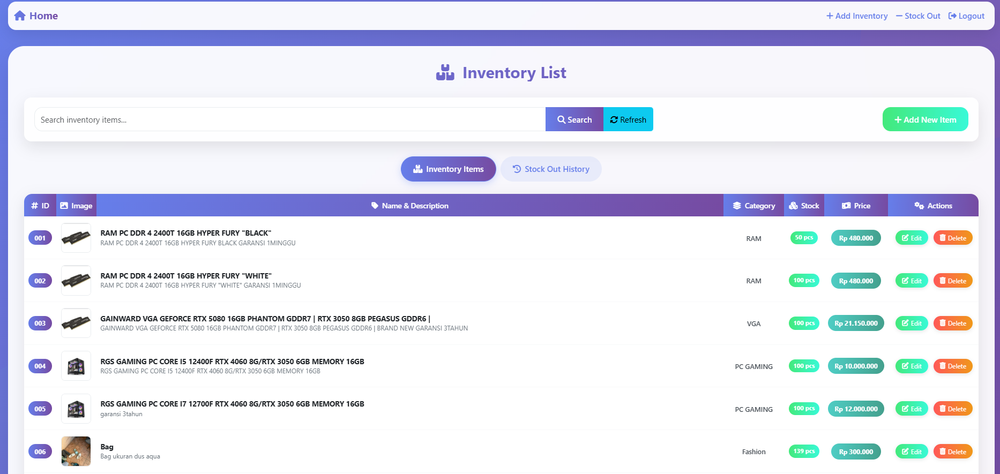 Home
Add Inventory
Stock Out
Logout
Inventory List
Search inventory items...
Search
Refresh
Add New Item
Inventory Items
Stock Out History
# ID
Image
Name & Description
Category
Stock
Price
Actions
001
RAM PC DDR 4 2400T 16GB HYPER FURY "BLACK"
RAM PC DDR 4 2400T 16GB HYPER FURY BLACK GARANSI 1MINGGU
RAM
50 pcs
Rp 480.000
Edit
Delete
002
RAM PC DDR 4 2400T 16GB HYPER FURY "WHITE"
RAM PC DDR 4 2400T 16GB HYPER FURY "WHITE" GARANSI 1MINGGU
RAM
100 pcs
Rp 480.000
Edit
Delete
003
GAINWARD VGA GEFORCE RTX 5080 16GB PHANTOM GDDR7 | RTX 3050 8GB PEGASUS GDDR6 |
GAINWARD VGA GEFORCE RTX 5080 16GB PHANTOM GDDR7 | RTX 3050 8GB PEGASUS GDDR6 | BRAND NEW GARANSI 3TAHUN
VGA
100 pcs
Rp 21.150.000
Edit
Delete
004
RGS GAMING PC CORE I5 12400F RTX 4060 8G/RTX 3050 6GB MEMORY 16GB
RGS GAMING PC CORE I5 12400F RTX 4060 8G/RTX 3050 6GB MEMORY 16GB
PC GAMING
100 pcs
Rp 10.000.000
Edit
Delete
005
RGS GAMING PC CORE I7 12700F RTX 4060 8G/RTX 3050 6GB MEMORY 16GB
garansi 3tahun
PC GAMING
100 pcs
Rp 12.000.000
Edit
Delete
006
Bag
Bag ukuran dus aqua
Fashion
139 pcs
Rp 300.000
Edit
Delete